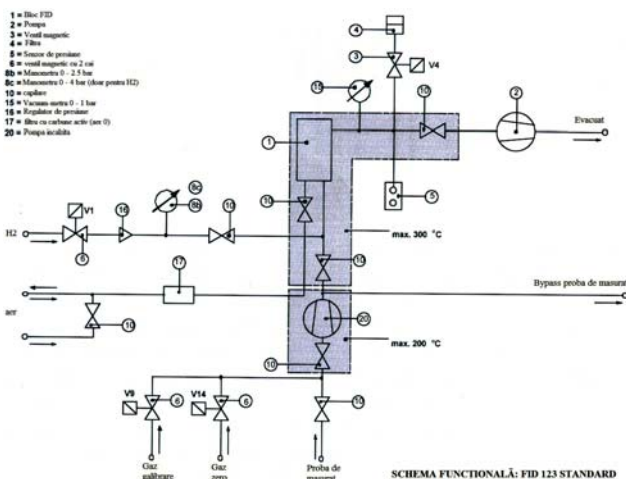 1 = Bloc FID
2 = Pompa
3 = Ventil magnetic
4 = Filtru
5 = Senzor de presiune
6 = ventil magnetic cu 2 cai
8b = Manometru 0 - 2.5 bar
8c = Manometru 0 - 4 bar (doar pentru H2)
10 = capilare
15 = Vacuum-metru 0 - 1 bar
16 = Regulator de presiune
17 = filtru cu carbune activ (aer 0)
20 = Pompa incalzita
4
3
V4
15
10
2
Evacuat
1
5
8c
8b
10
10
V1
16
H2
6
max. 300 °C
10
17
Bypass proba de masurat
aer
10
20
max. 200 °C
10
V9
6
V14
6
10
Gaz
Gaz
zero
Proba de
masurat
SCHEMA FUNCTIONALĂ: FID 123 STANDARD